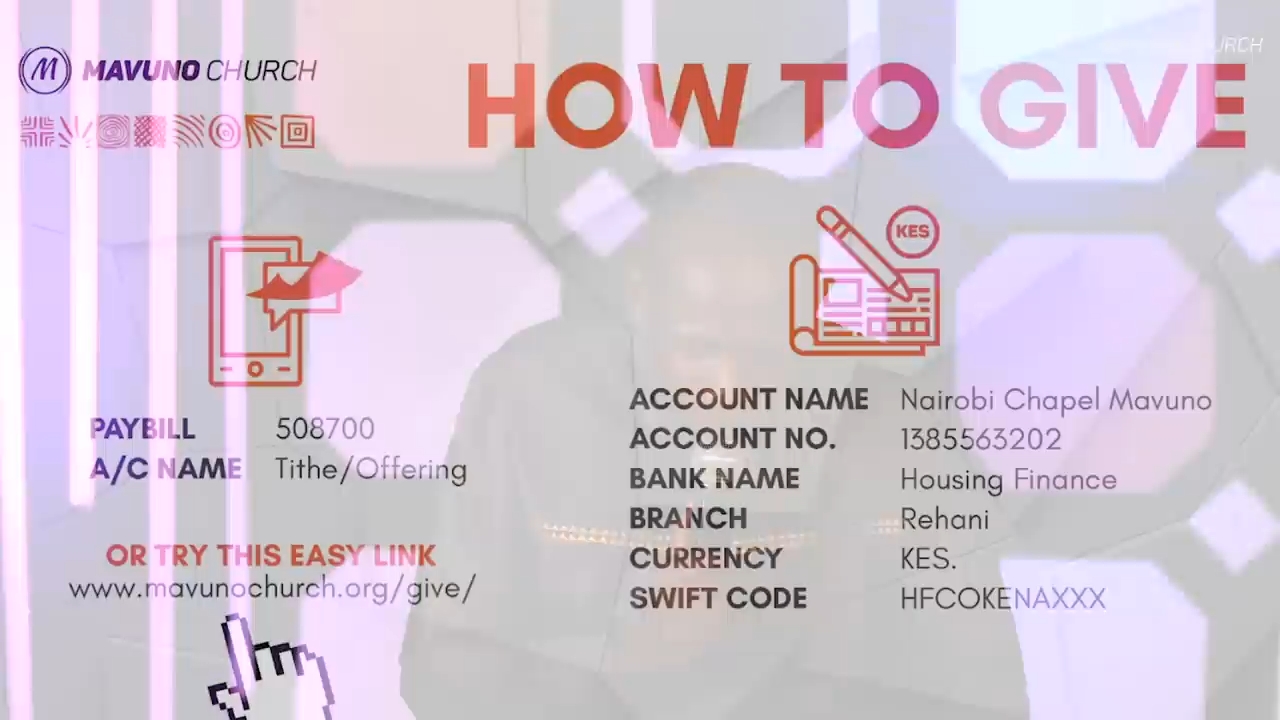 MAVUNO CHURCH
URCH
HOW TO GIVE
KES
PAYBILL 508700
A/C NAME Tithe/Offering
OR TRY THIS EASY LINK
www.mavunochurch.org/give/
ACCOUNT NAME Nairobi Chapel Mavuno
ACCOUNT NO. 1385563202
BANK NAME Housing Finance
BRANCH Rehani
CURRENCY KES.
SWIFT CODE HFCOKENAXXX